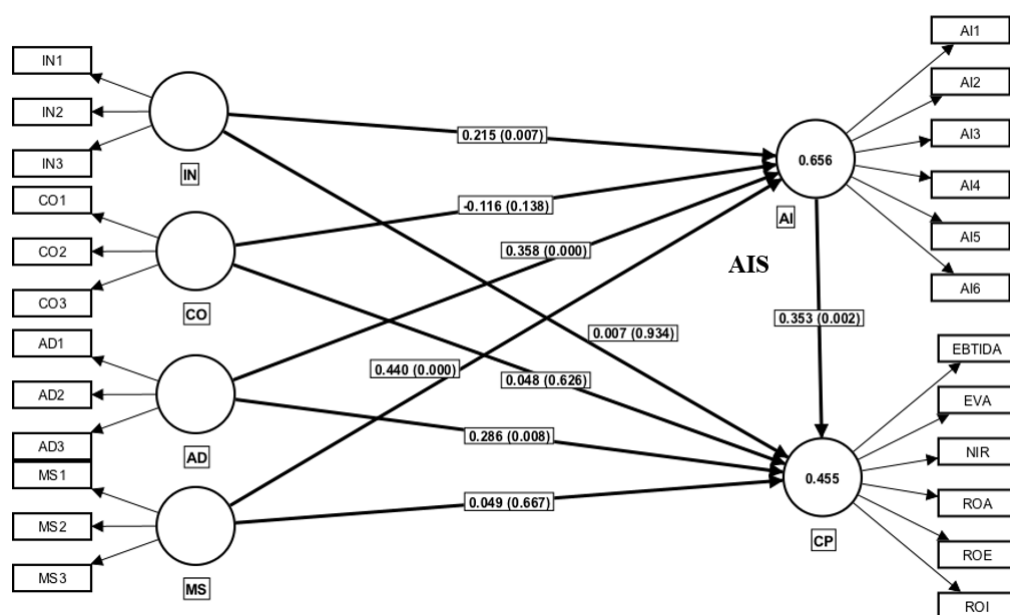 IN1
IN2
IN3
IN
CO1
CO2
CO3
CO
AD1
AD2
AD3
AD
MS1
MS2
MS3
MS
0.215 (0.007)
-0.116 (0.138)
0.358 (0.000)
0.440 (0.000)
0.007 (0.934)
0.048 (0.626)
0.286 (0.008)
0.049 (0.667)
0.656
AI
AIS
0.353 (0.002)
0.455
CP
AI1
AI2
AI3
AI4
AI5
AI6
EBTIDA
EVA
NIR
ROA
ROE
ROI